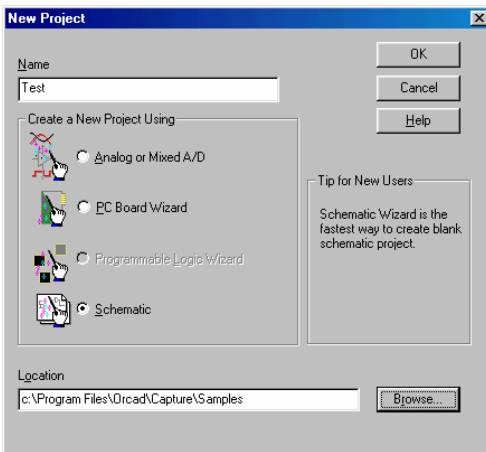 New Project
Name
Test
OK
Cancel
Help
Create a New Project Using
Analog or Mixed A/D
PC Board Wizard
Programmable Logic Wizard
Schematic
Tip for New Users
Schematic Wizard is the
fastest way to create blank
schematic project.
Location
c:\Program Files\Orcad\Capture\Samples
Browse...